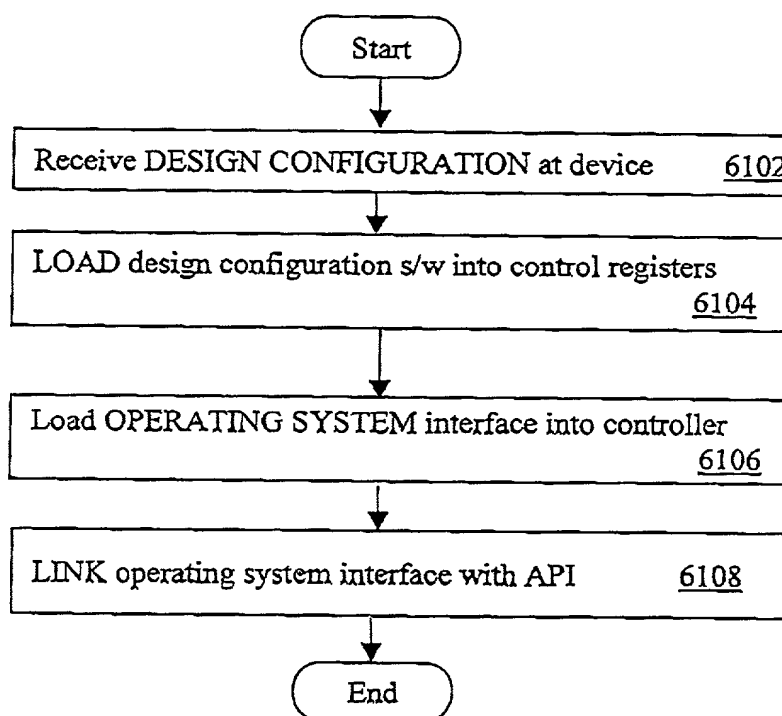 Start
Receive DESIGN CONFIGURATION at device 6102
LOAD design configuration s/w into control registers
6104
Load OPERATING SYSTEM interface into controller
6106
LINK operating system interface with API 6108
End